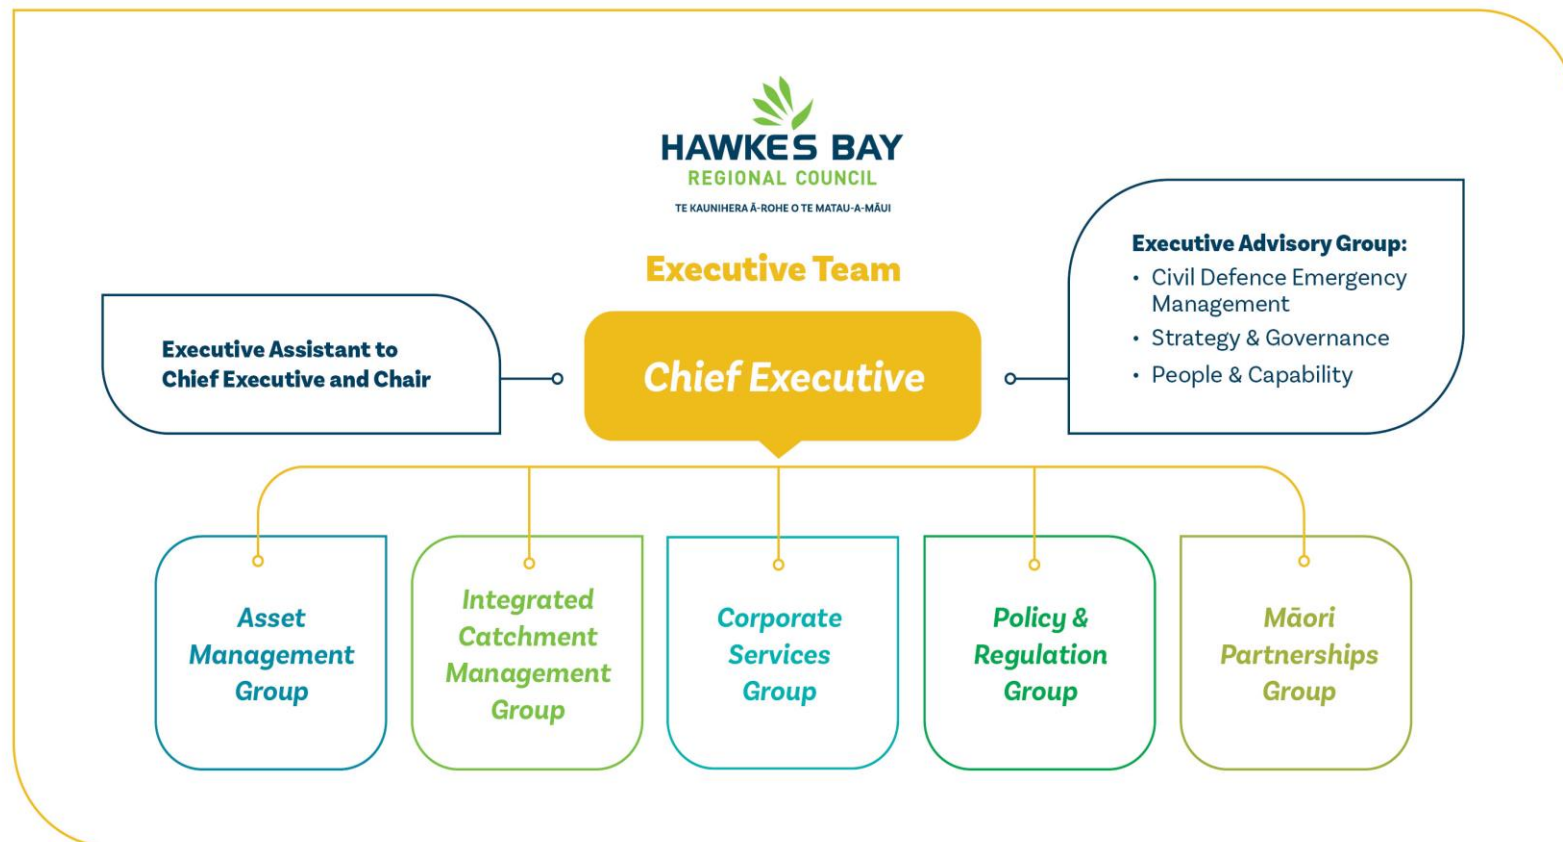 HAWKES BAY
REGIONAL COUNCIL
TE KAUNIHERA Ā-ROHE O TE MATAU-A-MĀUI
Executive Team
Executive Assistant to
Chief Executive and Chair
Chief Executive
Executive Advisory Group:
• Civil Defence Emergency
Management
• Strategy & Governance
• People & Capability
Asset
Management
Group
Integrated
Catchment
Management
Group
Corporate
Services
Group
Policy &
Regulation
Group
Māori
Partnerships
Group